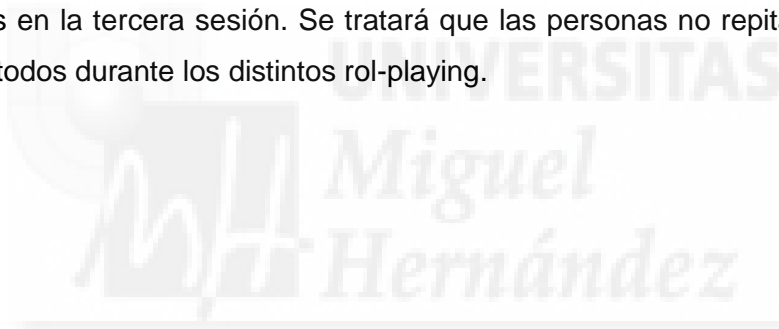 s en la tercera sesión. Se tratará que las personas no repit
todos durante los distintos rol-playing.
UNIVERSITAS
Miguel
Hernández